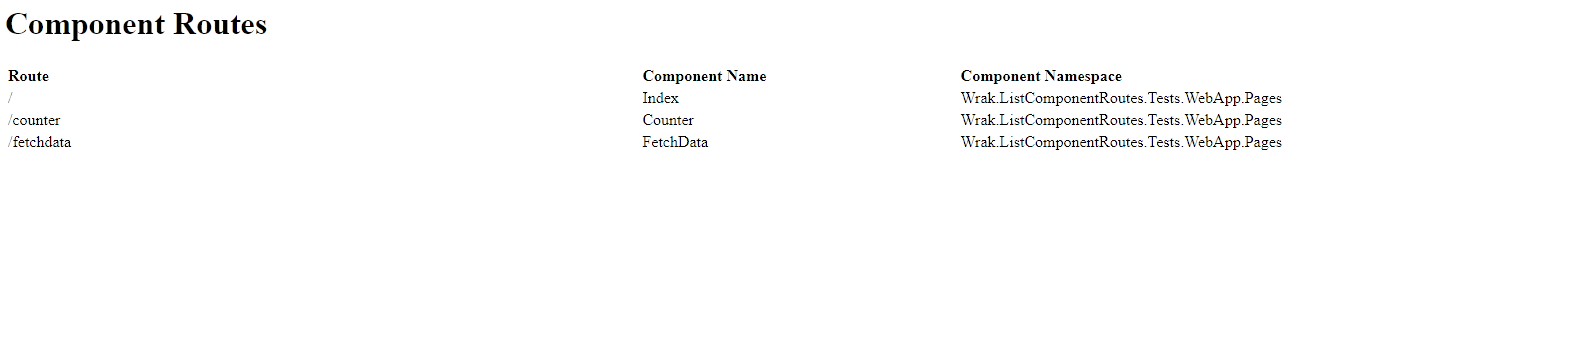 Component Routes
Route Component Name Component Namespace
/ Index Wrak.ListComponentRoutes.Tests.WebApp.Pages
/counter Counter Wrak.ListComponentRoutes.Tests.WebApp.Pages
/fetchdata FetchData Wrak.ListComponentRoutes.Tests.WebApp.Pages